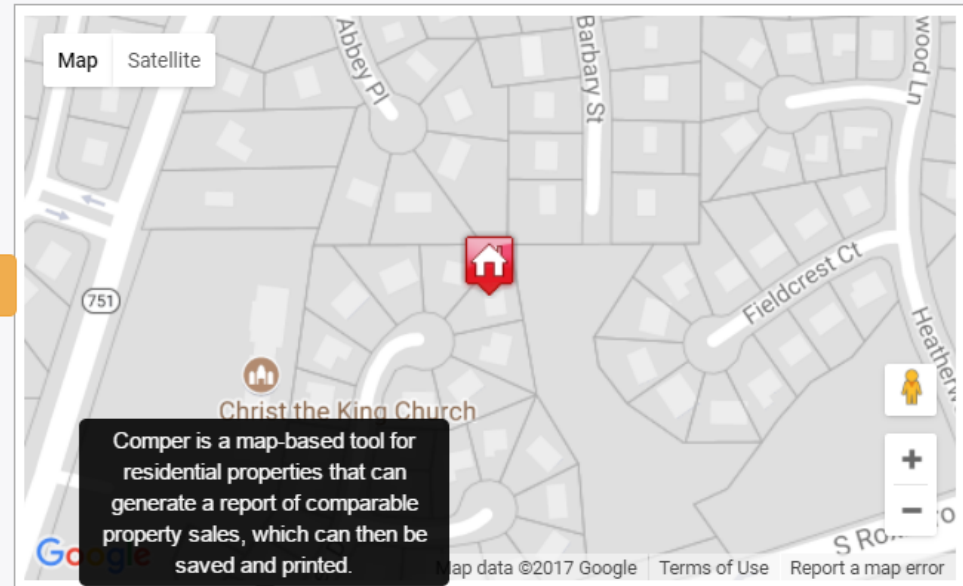 Map Satellite
Abbey Pl
Barbary St
wood Ln
751
Fieldcrest Ct
Heatherw
Christ the King Church
Comper is a map-based tool for
residential properties that can
generate a report of comparable
property sales, which can then be
saved and printed.
S Rox
ro
Google
Map data ©2017 Google Terms of Use Report a map error